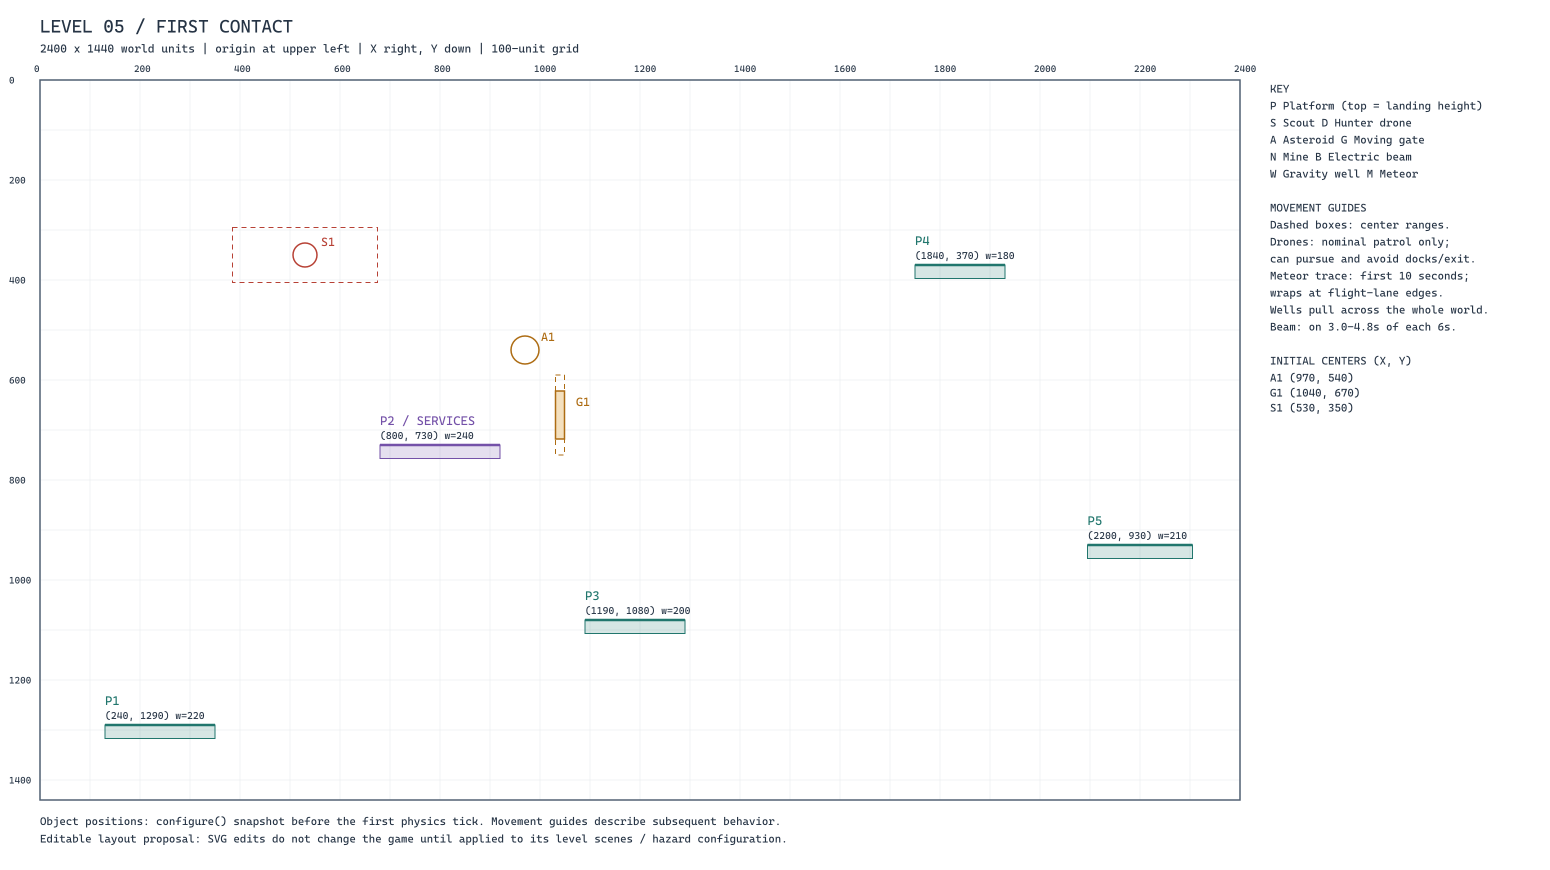 LEVEL 05 / FIRST CONTACT
2400 x 1440 world units | origin at upper left | X right, Y down | 100-unit grid
0 200 400 600 800 1000 1200 1400 1600 1800 2000 2200 2400
0
200
400
600
800
1000
1200
1400
S1
A1
G1
P2 / SERVICES
(800, 730) w=240
P4
(1840, 370) w=180
P5
(2200, 930) w=210
P3
(1190, 1080) w=200
P1
(240, 1290) w=220
KEY
P Platform (top = landing height)
S Scout D Hunter drone
A Asteroid G Moving gate
N Mine B Electric beam
W Gravity well M Meteor
MOVEMENT GUIDES
Dashed boxes: center ranges.
Drones: nominal patrol only;
can pursue and avoid docks/exit.
Meteor trace: first 10 seconds;
wraps at flight-lane edges.
Wells pull across the whole world.
Beam: on 3.0-4.8s of each 6s.
INITIAL CENTERS (X, Y)
A1 (970, 540)
G1 (1040, 670)
S1 (530, 350)
Object positions: configure() snapshot before the first physics tick. Movement guides describe subsequent behavior.
Editable layout proposal: SVG edits do not change the game until applied to its level scenes / hazard configuration.